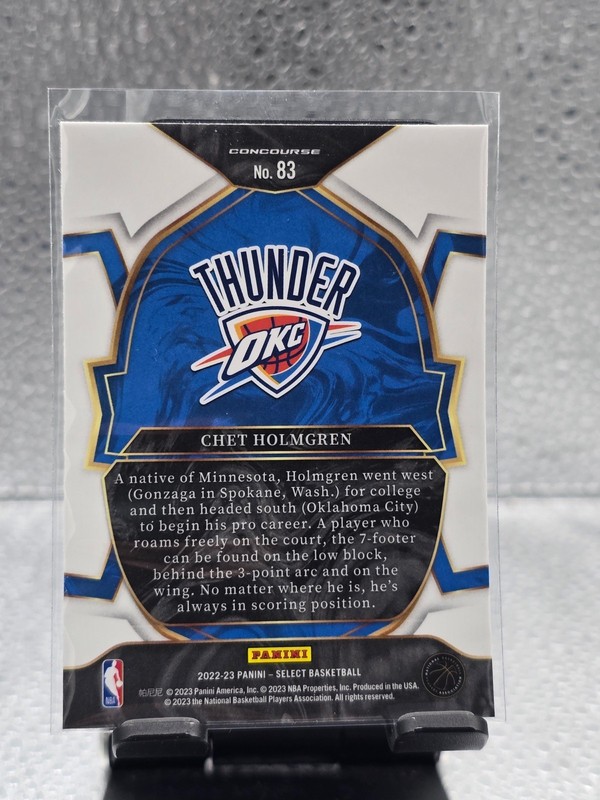 CONCOURSE
No. 83
THUNDER
OKC
CHET HOLMGREN
A native of Minnesota, Holmgren went west
(Gonzaga in Spokane, Wash.) for college
and then headed south (Oklahoma City)
to begin his pro career. A player who
roams freely on the court, the 7-footer
can be found on the low block,
behind the 3-point arc and on the
wing. No matter where he is, he's
always in scoring position.
PANINI
2022-23 PANINI – SELECT BASKETBALL
帕尼尼 © 2023 Panini America, Inc. © 2023 NBA Properties, Inc. Produced in the USA.
© 2023 the National Basketball Players Association. All rights reserved.
NBA